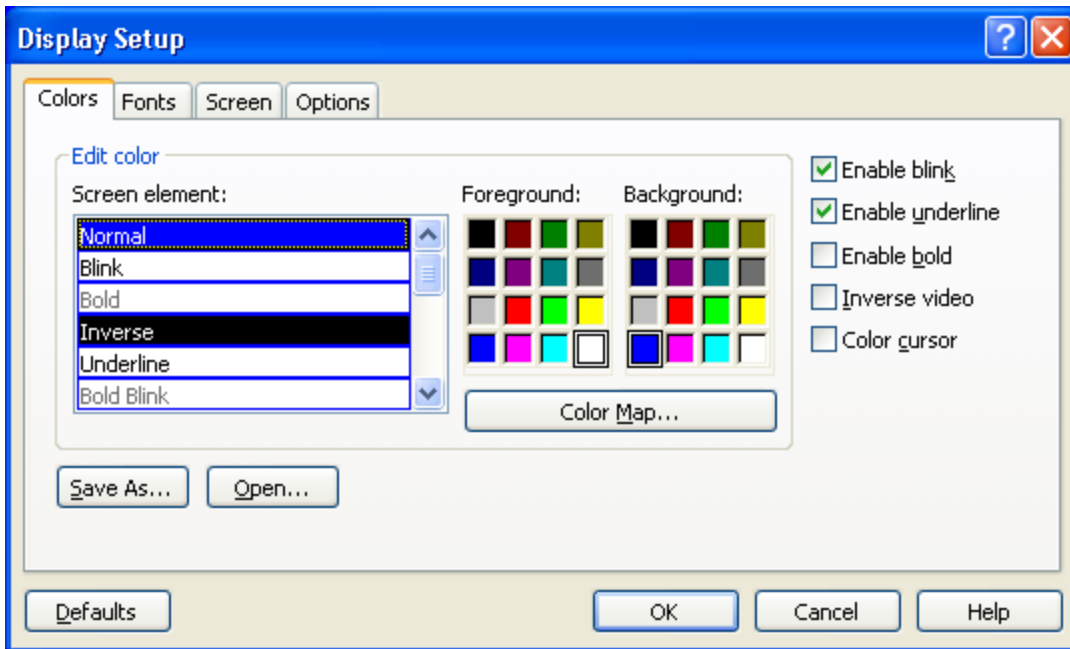 Display Setup
Colors Fonts Screen Options
Edit color
Screen element:
Normal
Blink
Bold
Inverse
Underline
Bold Blink
Foreground:
Background:
Color Map...
Enable blink
Enable underline
Enable bold
Inverse video
Color cursor
Save As... Open...
Defaults OK Cancel Help